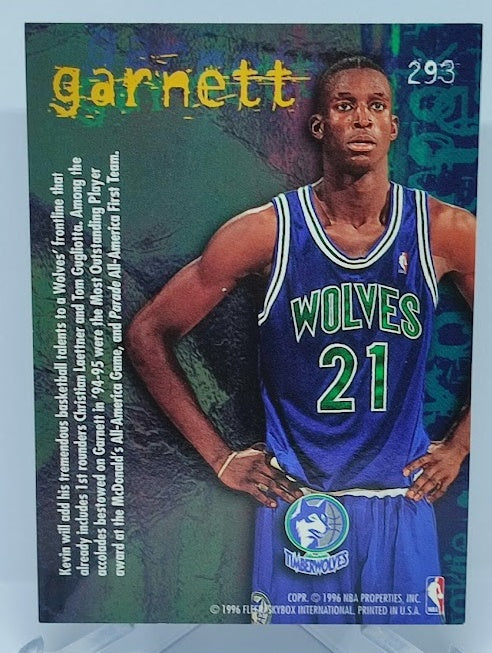 garnett
293
Kevin will add his tremendous basketball talents to a Wolves' frontline that
already includes 1st rounders Christian Laettner and Tom Gugliotta. Among the
accolades bestowed on Garnett in '94-95 were the Most Outstanding Player
award at the McDonald's All-America Game, and Parade All-America First Team.
WOLVES
21
TIMBERWOLVES
COPR. © 1996 NBA PROPERTIES, INC.
© 1996 FLEER/SKYBOX INTERNATIONAL. PRINTED IN U.S.A.
NBA